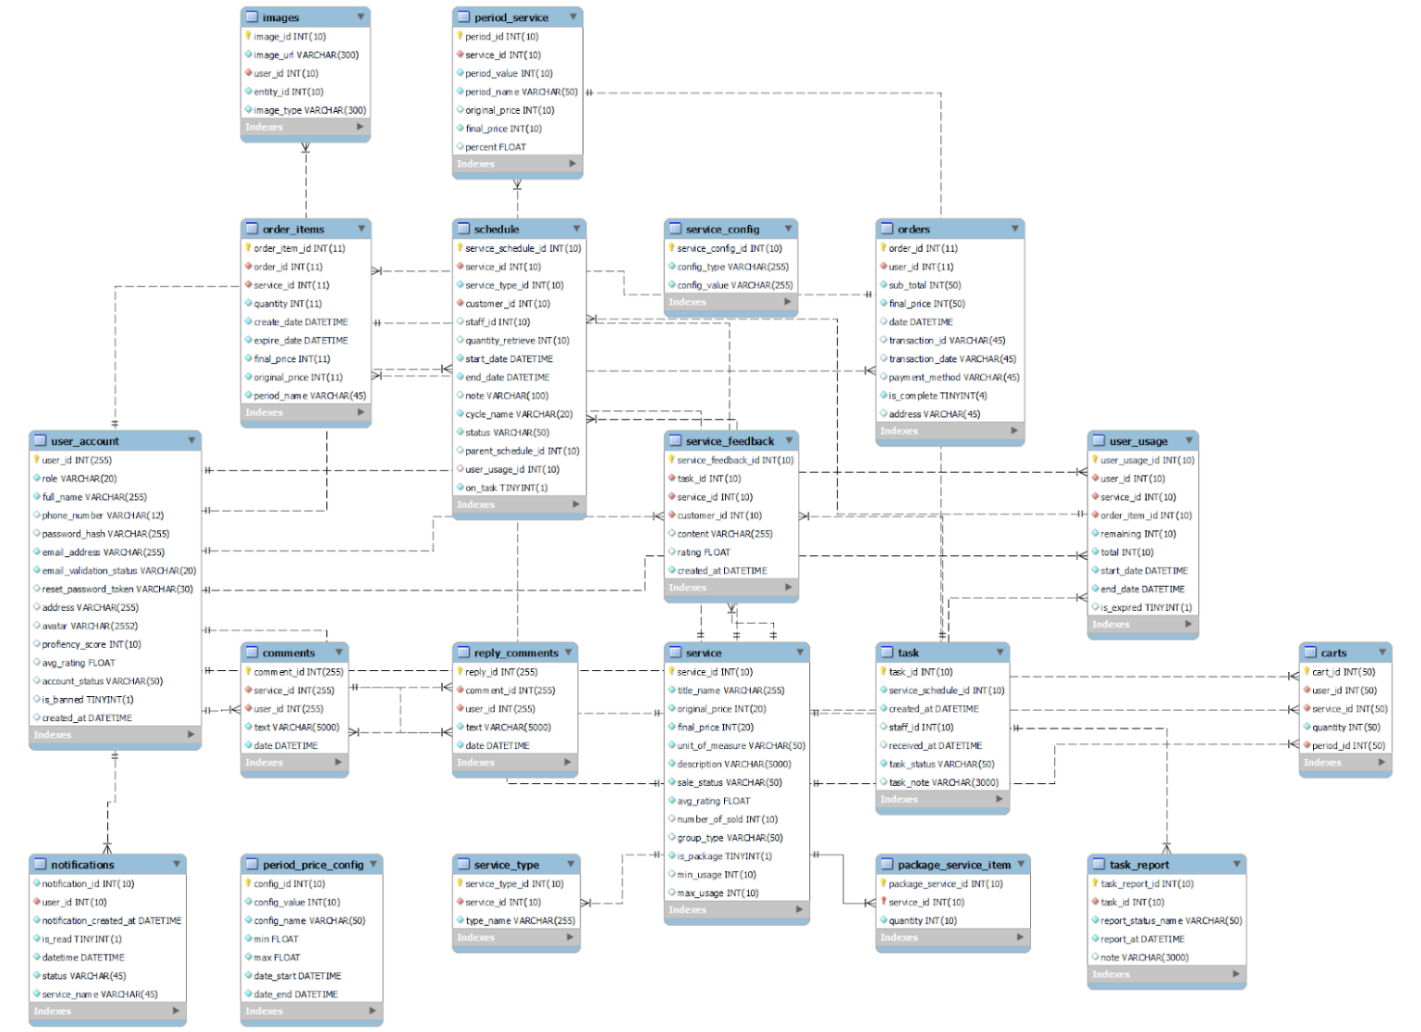 images
image_id INT(10)
image_url VARCHAR(300)
user_id INT(10)
entity_id INT(10)
image_type VARCHAR(300)
Indexes
period_service
period_id INT(10)
service_id INT(10)
period_value INT(10)
period_name VARCHAR(50)
original_price INT(10)
final_price INT(10)
percent FLOAT
Indexes
order_items
order_item_id INT(11)
order_id INT(11)
service_id INT(11)
quantity INT(11)
create_date DATETIME
expire_date DATETIME
final_price INT(11)
original_price INT(11)
period_name VARCHAR(45)
Indexes
schedule
service_schedule_id INT(10)
service_id INT(10)
service_type_id INT(10)
customer_id INT(10)
staff_id INT(10)
quantity_retrieve INT(10)
start_date DATETIME
end_date DATETIME
note VARCHAR(100)
cycle_name VARCHAR(20)
status VARCHAR(50)
parent_schedule_id INT(10)
user_usage_id INT(10)
on_task TINYINT(1)
Indexes
service_config
service_config_id INT(10)
config_type VARCHAR(255)
config_value VARCHAR(255)
Indexes
orders
order_id INT(11)
user_id INT(11)
sub_total INT(50)
final_price INT(50)
date DATETIME
transaction_id VARCHAR(45)
transaction_date VARCHAR(45)
payment_method VARCHAR(45)
is_complete TINYINT(4)
address VARCHAR(45)
Indexes
user_account
user_id INT(255)
role VARCHAR(20)
full_name VARCHAR(255)
phone_number VARCHAR(12)
password_hash VARCHAR(255)
email_address VARCHAR(255)
email_validation_status VARCHAR(20)
reset_password_token VARCHAR(30)
address VARCHAR(255)
avatar VARCHAR(2552)
profiency_score INT(10)
avg_rating FLOAT
account_status VARCHAR(50)
is_banned TINYINT(1)
created_at DATETIME
Indexes
service_feedback
service_feedback_id INT(10)
task_id INT(10)
service_id INT(10)
customer_id INT(10)
content VARCHAR(255)
rating FLOAT
created_at DATETIME
Indexes
user_usage
user_usage_id INT(10)
user_id INT(10)
service_id INT(10)
order_item_id INT(10)
remaining INT(10)
total INT(10)
start_date DATETIME
end_date DATETIME
is_expired TINYINT(1)
Indexes
comments
comment_id INT(255)
service_id INT(255)
user_id INT(255)
text VARCHAR(5000)
date DATETIME
Indexes
reply_comments
reply_id INT(255)
comment_id INT(255)
user_id INT(255)
text VARCHAR(5000)
date DATETIME
Indexes
service
service_id INT(10)
title_name VARCHAR(255)
original_price INT(20)
final_price INT(20)
unit_of_measure VARCHAR(50)
description VARCHAR(5000)
sale_status VARCHAR(50)
avg_rating FLOAT
number_of_sold INT(10)
group_type VARCHAR(50)
is_package TINYINT(1)
min_usage INT(10)
max_usage INT(10)
Indexes
task
task_id INT(10)
service_schedule_id INT(10)
created_at DATETIME
staff_id INT(10)
received_at DATETIME
task_status VARCHAR(50)
task_note VARCHAR(3000)
Indexes
carts
cart_id INT(50)
user_id INT(50)
service_id INT(50)
quantity INT(50)
period_id INT(50)
Indexes
notifications
notification_id INT(10)
user_id INT(10)
notification_created_at DATETIME
is_read TINYINT(1)
datetime DATETIME
status VARCHAR(45)
service_name VARCHAR(45)
Indexes
period_price_config
config_id INT(10)
config_value INT(10)
config_name VARCHAR(50)
min FLOAT
max FLOAT
date_start DATETIME
date_end DATETIME
Indexes
service_type
service_type_id INT(10)
service_id INT(10)
type_name VARCHAR(255)
Indexes
package_service_item
package_service_id INT(10)
service_id INT(10)
quantity INT(10)
Indexes
task_report
task_report_id INT(10)
task_id INT(10)
report_status_name VARCHAR(50)
report_at DATETIME
note VARCHAR(3000)
Indexes